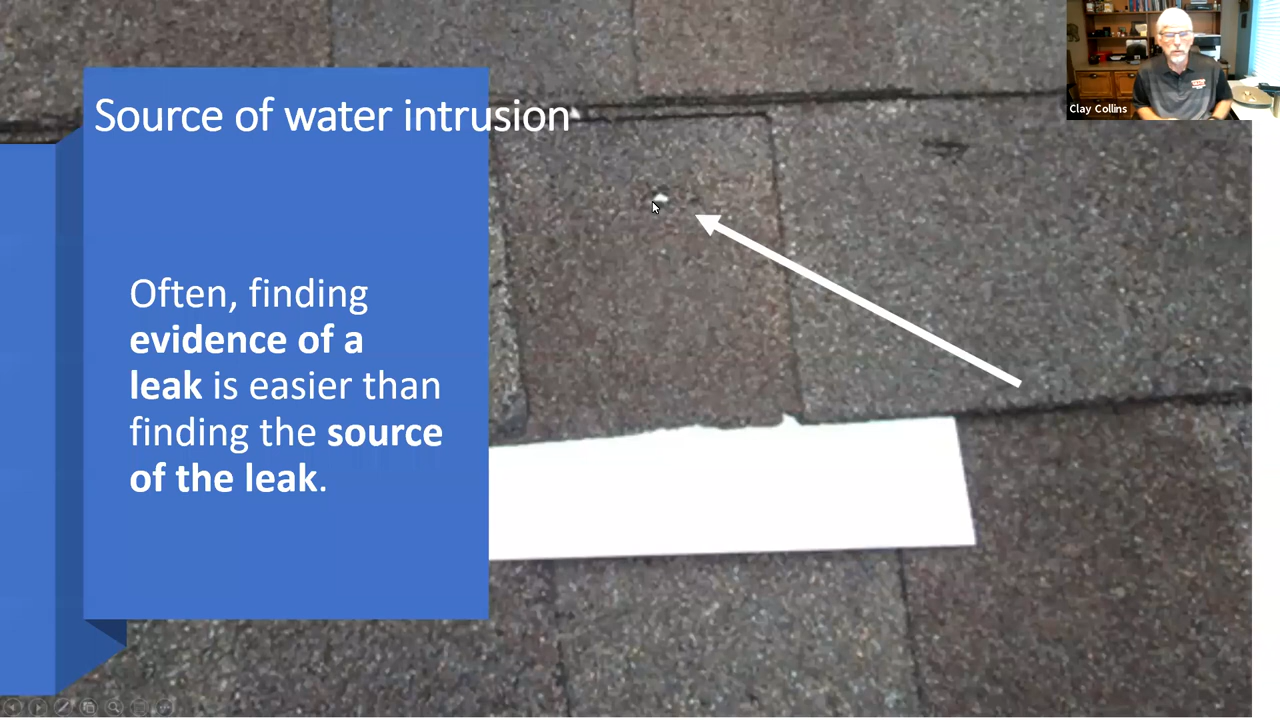 Clay Collins
Source of water intrusion
Often, finding
evidence of a
leak is easier than
finding the source
of the leak.